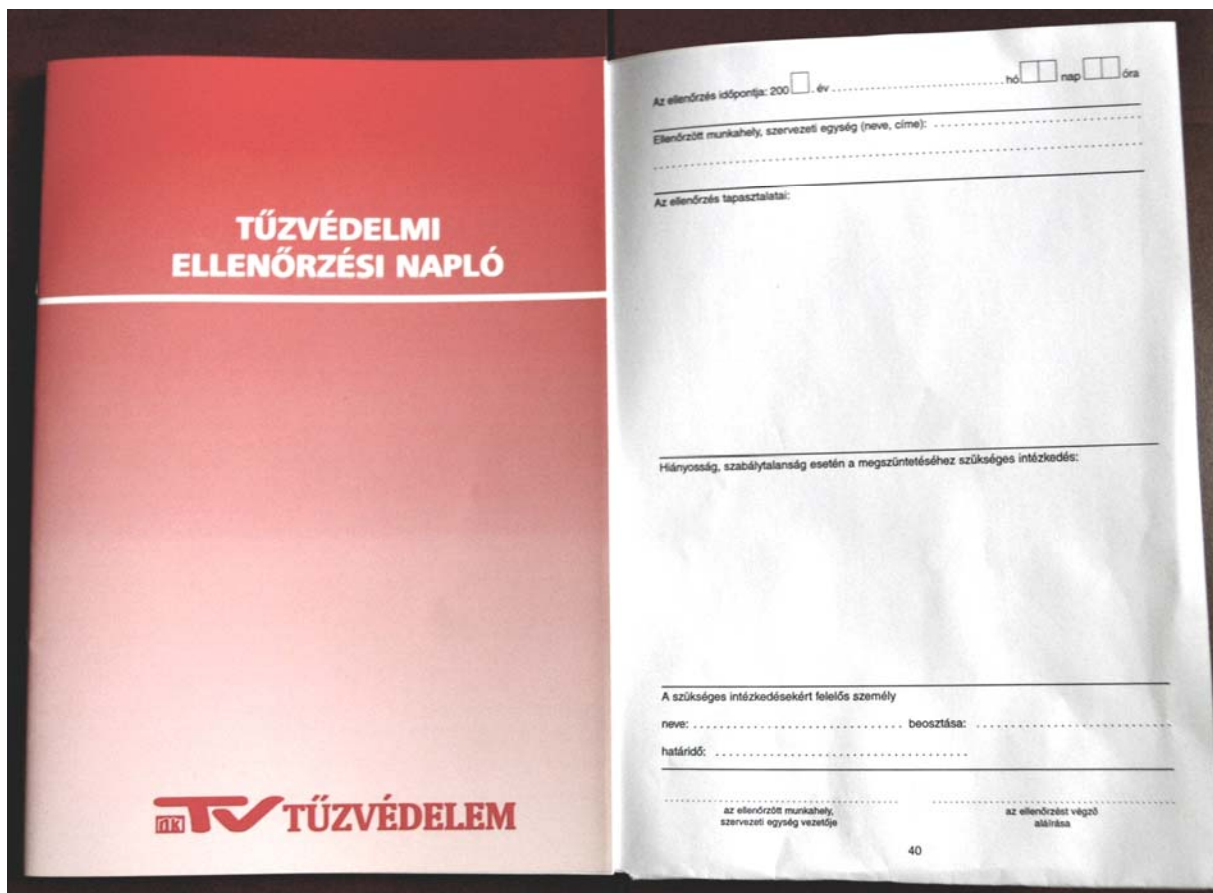 TŰZVÉDELMI
ELLENŐRZÉSI NAPLÓ
TŰZVÉDELEM
Az ellenőrzés időpontja: 200 . év ........................ hó nap óra
Ellenőrzött munkahely, szervezeti egység (neve, címe): ........................
........................
Az ellenőrzés tapasztalatai:
Hiányosság, szabálytalanság esetén a megszüntetéséhez szükséges intézkedés:
A szükséges intézkedésekért felelős személy
neve: ........................ beosztása: ........................
határidő: ........................
az ellenőrzött munkahely,
szervezeti egység vezetője
az ellenőrzést végző
aláírása
40